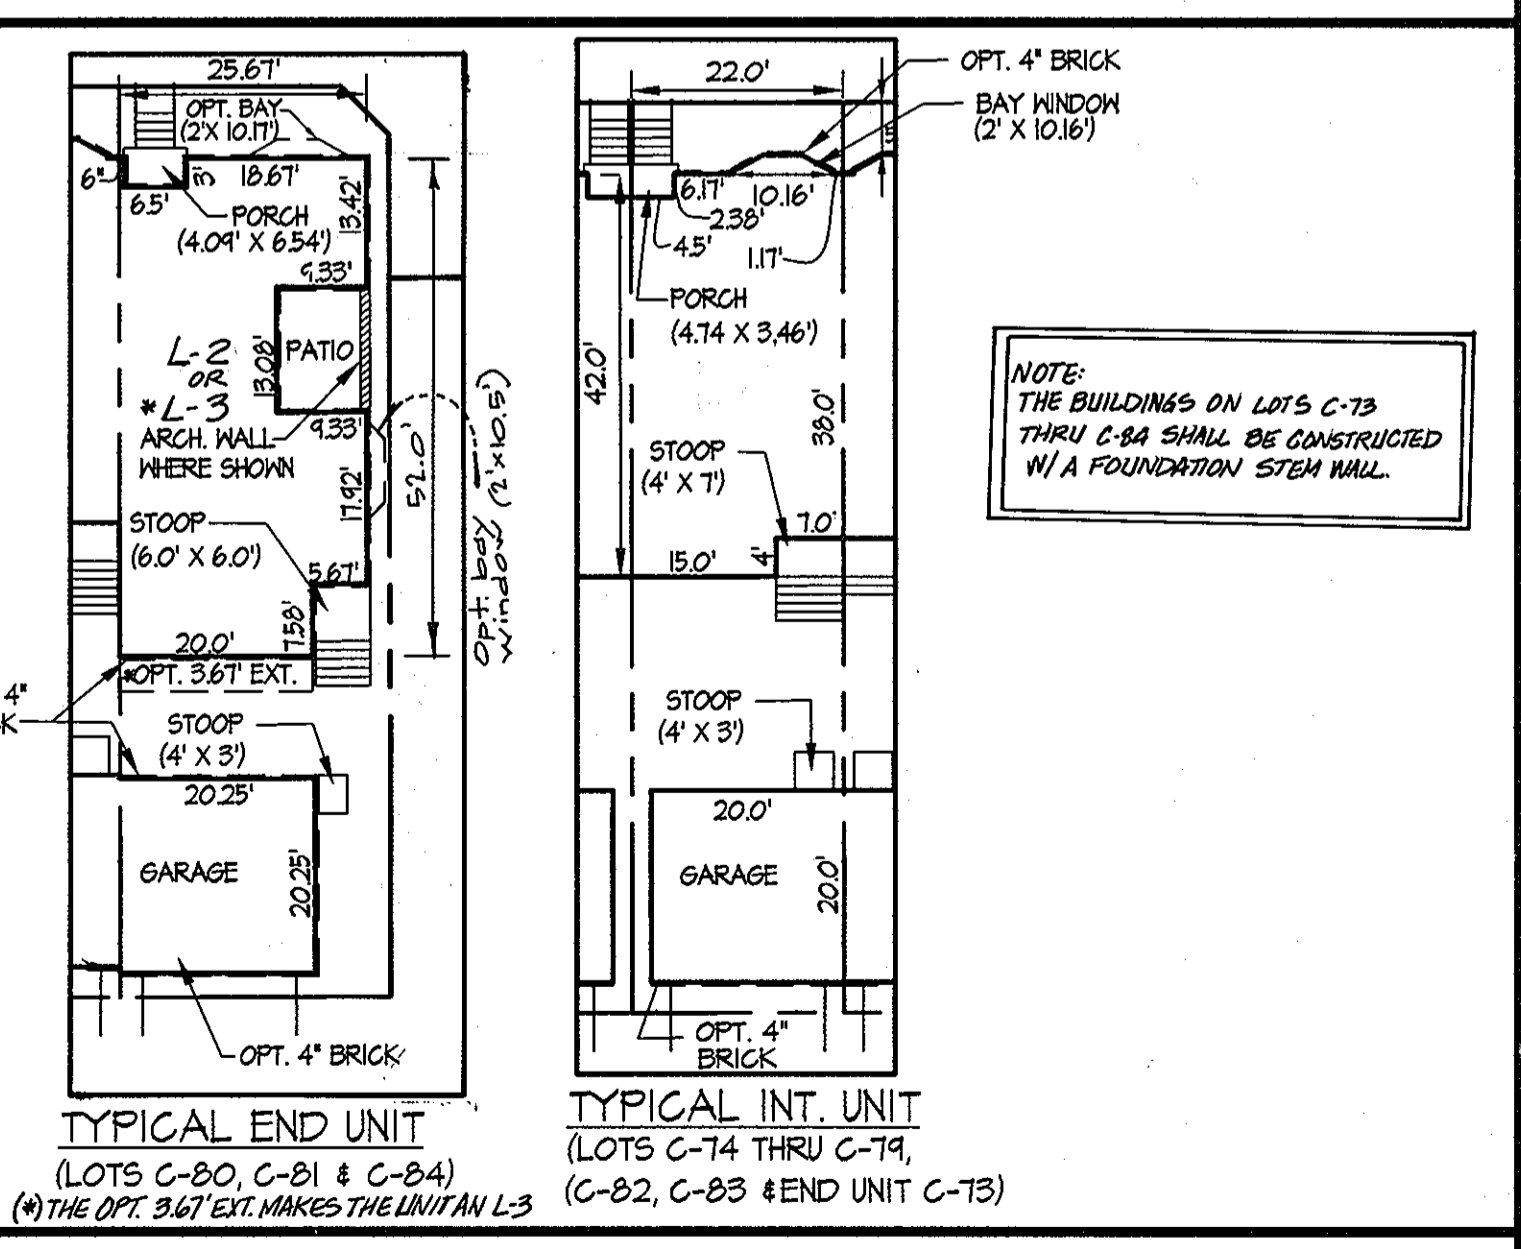 25.67'
OPT. BAY
(2'X 10.17')
6"
3'
18.67'
6.5'
PORCH
(4.09' X 6.54')
13.42'
9.33'
L-2
OR
*L-3
13.08'
PATIO
ARCH. WALL
WHERE SHOWN
9.33'
17.92'
52.0'
Opt. bay
window (2'x10.5')
STOOP
(6.0' X 6.0')
5.67'
7.58'
20.0'
*OPT. 3.67' EXT.
4"
STOOP
(4' X 3')
20.25'
GARAGE
20.25'
OPT. 4" BRICK
TYPICAL END UNIT
(LOTS C-80, C-81 & C-84)
(*) THE OPT. 3.67' EXT. MAKES THE UNIT AN L-3
22.0'
OPT. 4" BRICK
BAY WINDOW
(2' X 10.16')
6.17'
10.16'
2.38'
4.5'
1.17'
PORCH
(4.74 X 3.46')
42.0'
38.0'
STOOP
(4' X 7')
7.0'
4'
15.0'
STOOP
(4' X 3')
20.0'
GARAGE
20.0'
OPT. 4"
BRICK
TYPICAL INT. UNIT
(LOTS C-74 THRU C-79,
(C-82, C-83 & END UNIT C-73)
NOTE:
THE BUILDINGS ON LOTS C-73
THRU C-84 SHALL BE CONSTRUCTED
W/ A FOUNDATION STEM WALL.